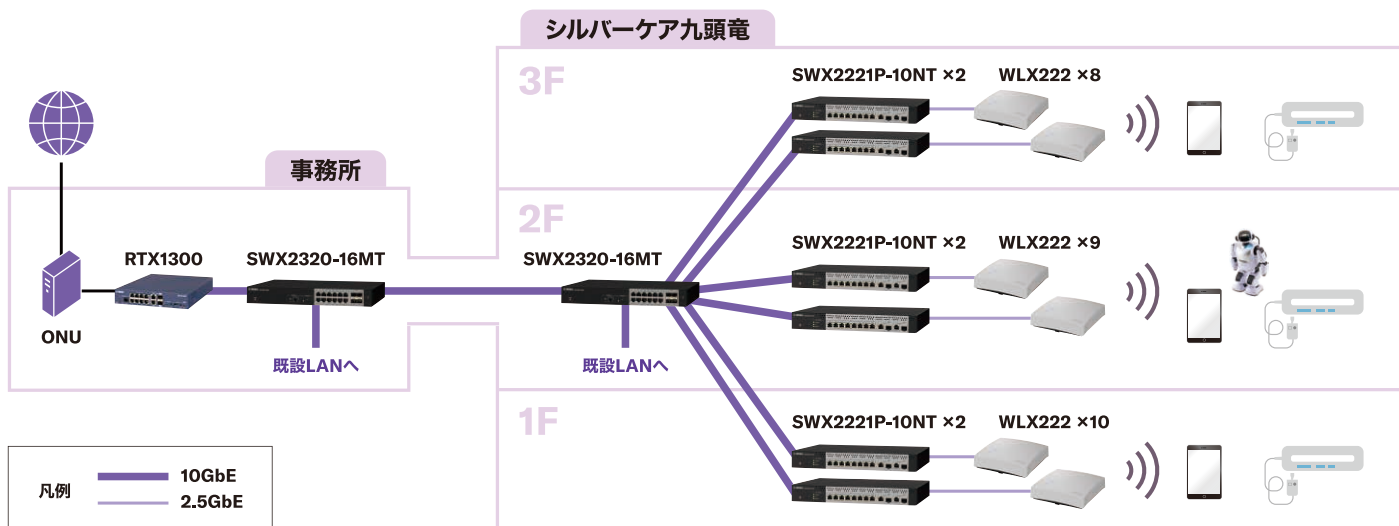 シルバーケア九頭竜
3F
SWX2221P-10NT ×2
WLX222 ×8
事務所
RTX1300
SWX2320-16MT
ONU
既設LANへ
2F
SWX2320-16MT
既設LANへ
SWX2221P-10NT ×2
WLX222 ×9
1F
SWX2221P-10NT ×2
WLX222 ×10
凡例
10GbE
2.5GbE